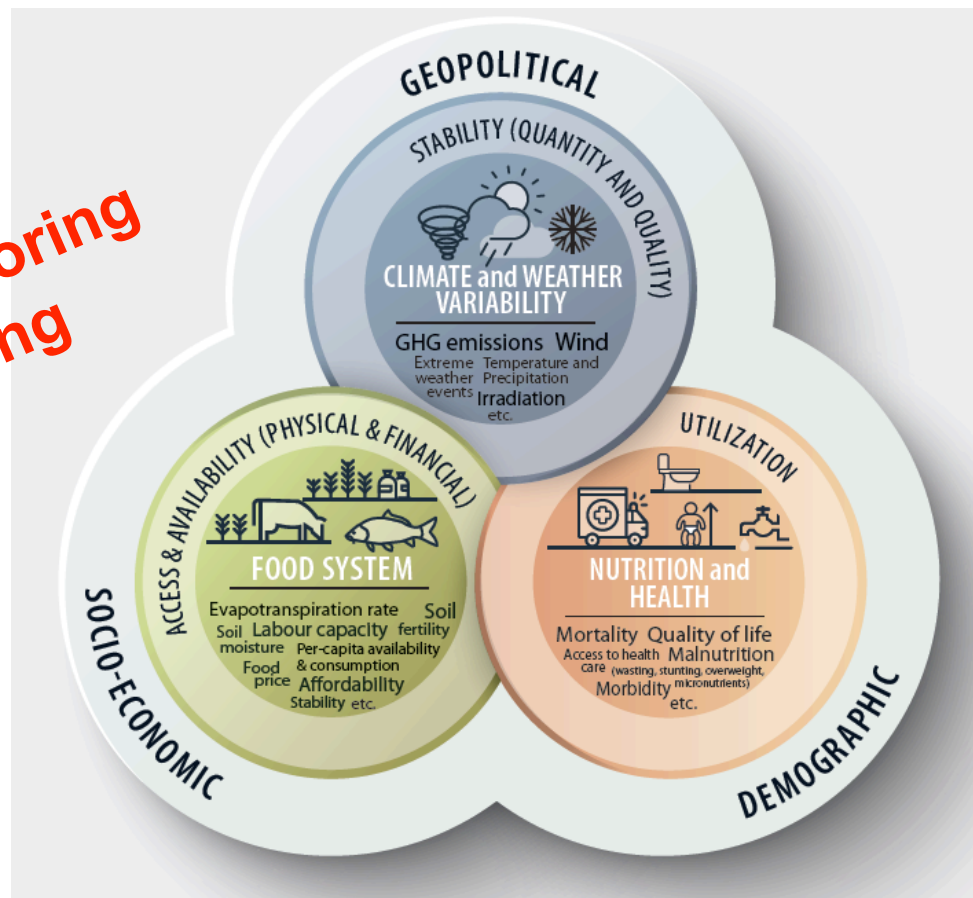 GEOPOLITICAL
STABILITY (QUANTITY AND QUALITY)
CLIMATE and WEATHER
VARIABILITY
GHG emissions Wind
Extreme Temperature and
weather Precipitation
events Irradiation
etc.
oring
ng
ACCESS & AVAILABILITY (PHYSICAL & FINANCIAL)
FOOD SYSTEM
Evapotranspiration rate Soil
Soil Labour capacity fertility
moisture Per-capita availability
Food & consumption
price Affordability
Stability etc.
SOCIO-ECONOMIC
UTILIZATION
NUTRITION and
HEALTH
Mortality Quality of life
Access to health Malnutrition
care (wasting, stunting, overweight,
Morbidity micronutrients)
etc.
DEMOGRAPHIC